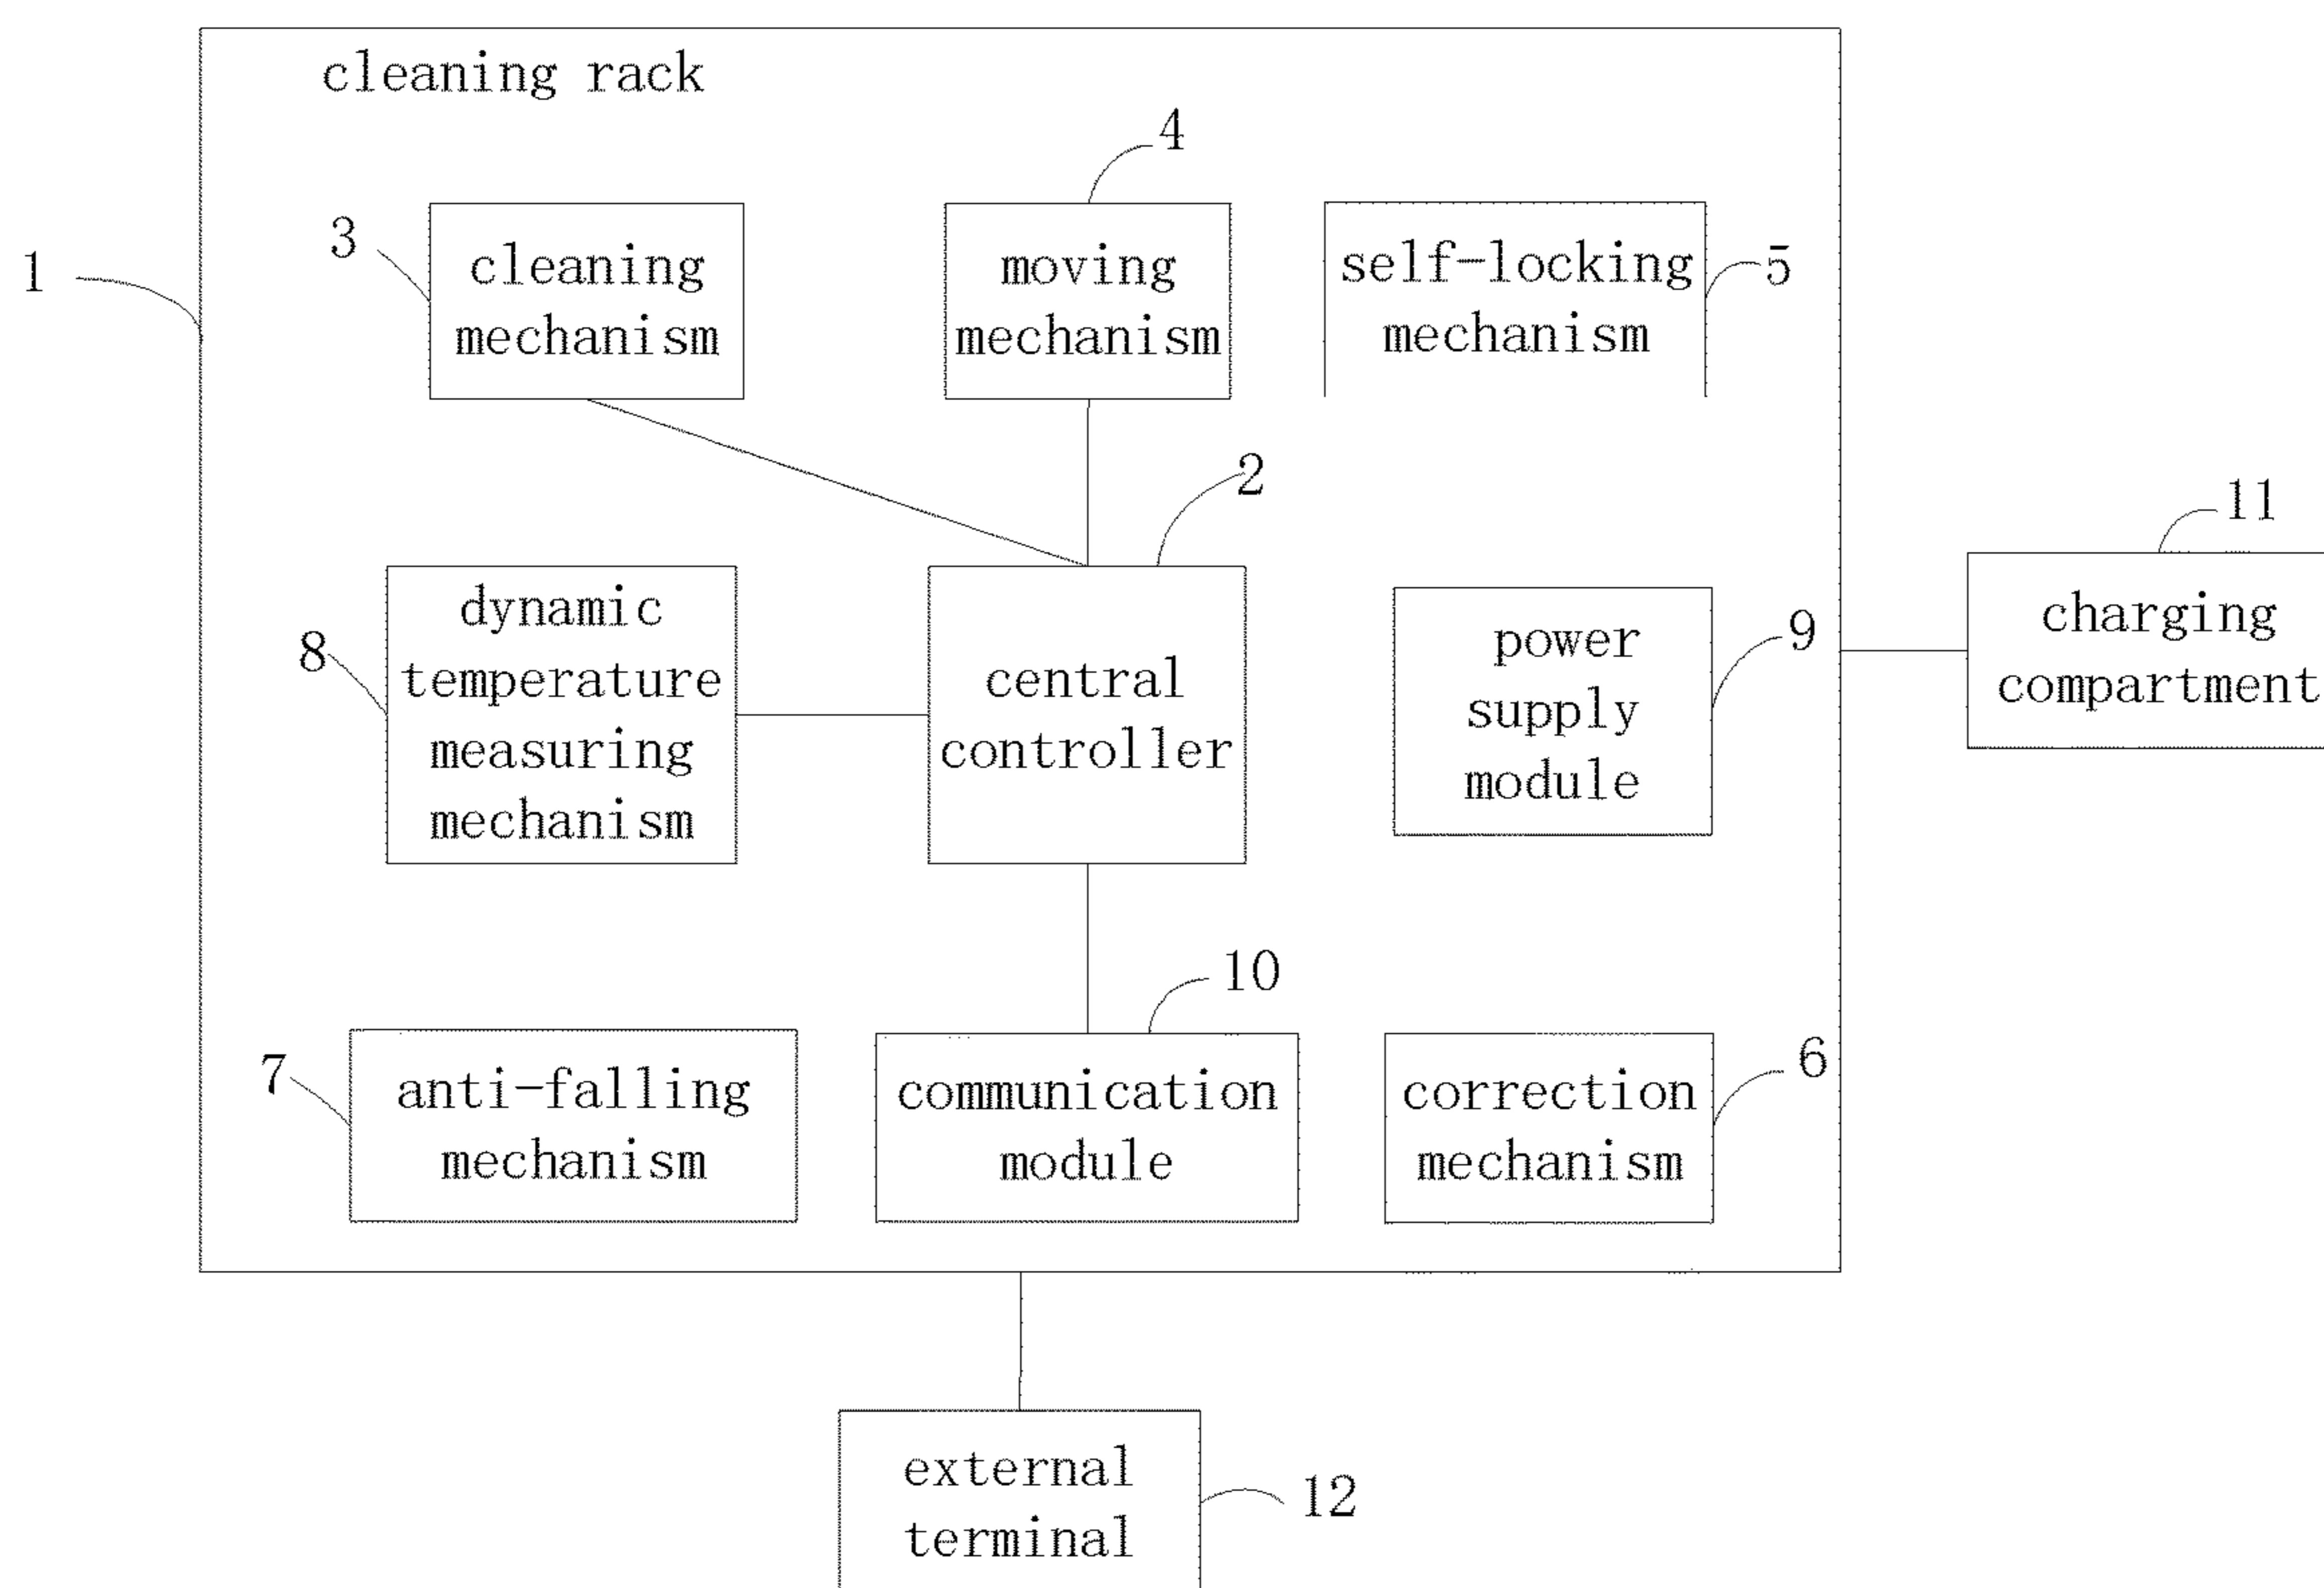 cleaning rack
4
3
cleaning
mechanism
moving
mechanism
self-locking
mechanism
5
1
2
11
8
dynamic
temperature
measuring
mechanism
central
controller
power
supply
module
9
charging
compartment
10
7
anti-falling
mechanism
communication
module
correction
mechanism
6
external
terminal
12